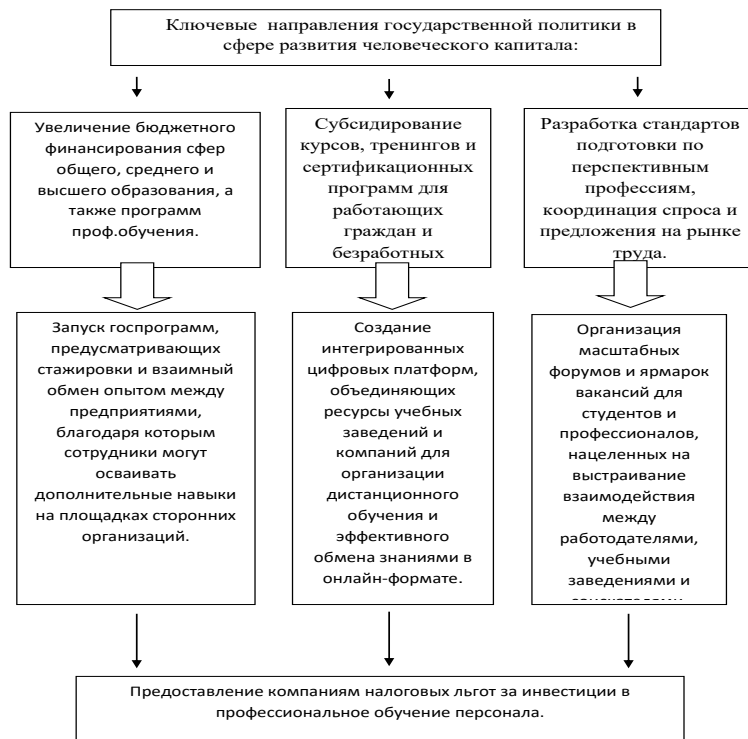 Ключевые направления государственной политики в
сфере развития человеческого капитала:
Увеличение бюджетного
финансирования сфер
общего, среднего и
высшего образования, а
также программ
проф.обучения.
Субсидирование
курсов, тренингов и
сертификационных
программ для
работающих
граждан и
безработных
Разработка стандартов
подготовки по
перспективным
профессиям,
координация спроса и
предложения на рынке
труда.
Запуск госпрограмм,
предусматривающих
стажировки и взаимный
обмен опытом между
предприятиями,
благодаря которым
сотрудники могут
осваивать
дополнительные навыки
на площадках сторонних
организаций.
Создание
интегрированных
цифровых платформ,
объединяющих
ресурсы учебных
заведений и
компаний для
организации
дистанционного
обучения и
эффективного
обмена знаниями в
онлайн-формате.
Организация
масштабных
форумов и ярмарок
вакансий для
студентов и
профессионалов,
нацеленных на
выстраивание
взаимодействия
между
работодателями,
учебными
заведениями и
Предоставление компаниям налоговых льгот за инвестиции в
профессиональное обучение персонала.